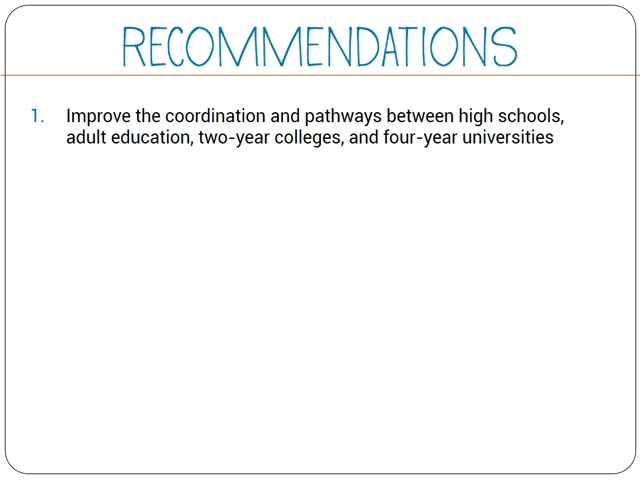 RECOMMENDATIONS
1. Improve the coordination and pathways between high schools,
adult education, two-year colleges, and four-year universities